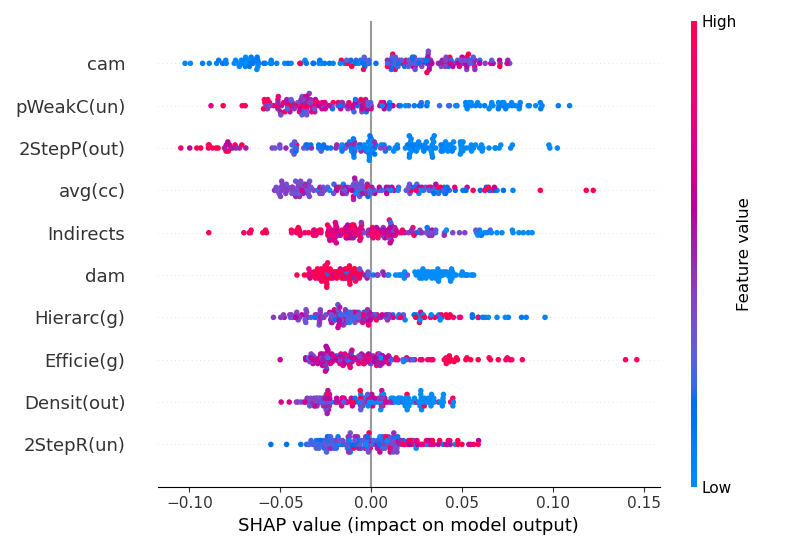 High
cam
pWeakC(un)
2StepP(out)
avg(cc)
Indirects
dam
Hierarc(g)
Efficie(g)
Densit(out)
2StepR(un)
Feature value
Low
−0.10 −0.05 0.00 0.05 0.10 0.15
SHAP value (impact on model output)